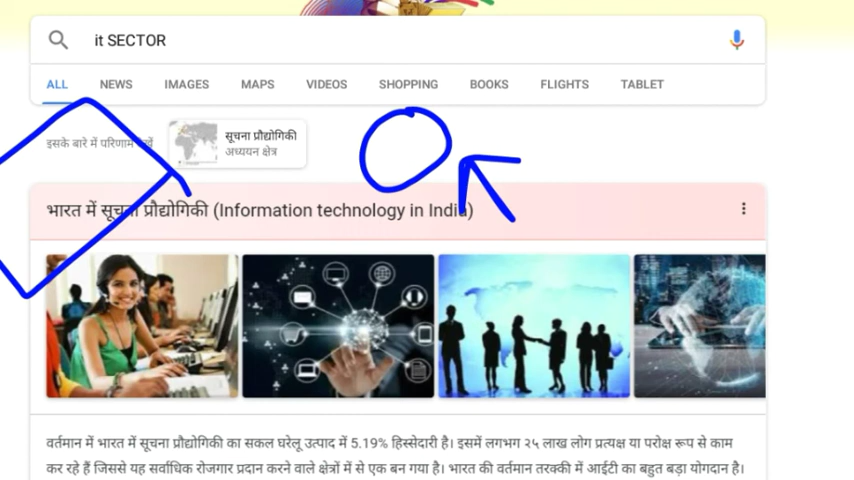 it SECTOR
ALL NEWS IMAGES MAPS VIDEOS SHOPPING BOOKS FLIGHTS TABLET
इसके बारे में परिणाम देखें
सूचना प्रौद्योगिकी
अध्ययन क्षेत्र
भारत में सूचना प्रौद्योगिकी (Information technology in India)
वर्तमान में भारत में सूचना प्रौद्योगिकी का सकल घरेलू उत्पाद में 5.19% हिस्सेदारी है। इसमें लगभग २५ लाख लोग प्रत्यक्ष या परोक्ष रूप से काम
कर रहे हैं जिससे यह सर्वाधिक रोजगार प्रदान करने वाले क्षेत्रों में से एक बन गया है। भारत की वर्तमान तरक्की में आईटी का बहुत बड़ा योगदान है।